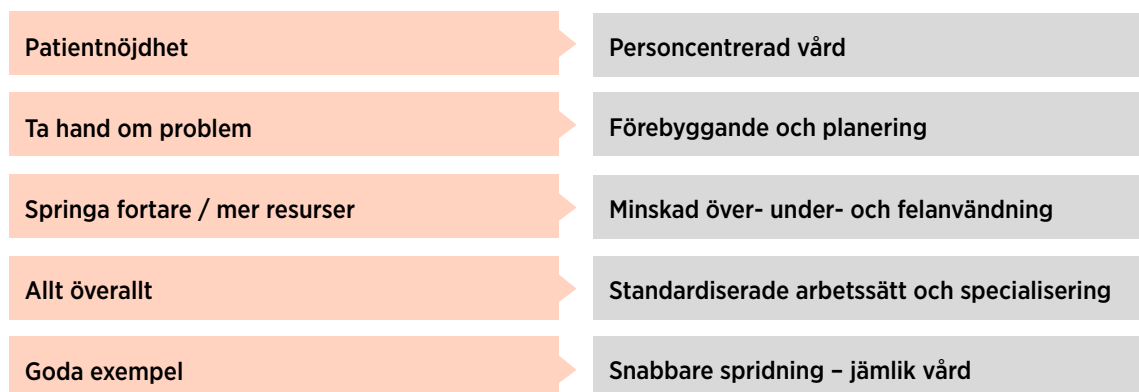 Patientnöjdhet
Personcentrerad vård
Ta hand om problem
Förebyggande och planering
Springa fortare / mer resurser
Minskad över- under- och felanvändning
Allt överallt
Standardiserade arbetssätt och specialisering
Goda exempel
Snabbare spridning – jämlik vård